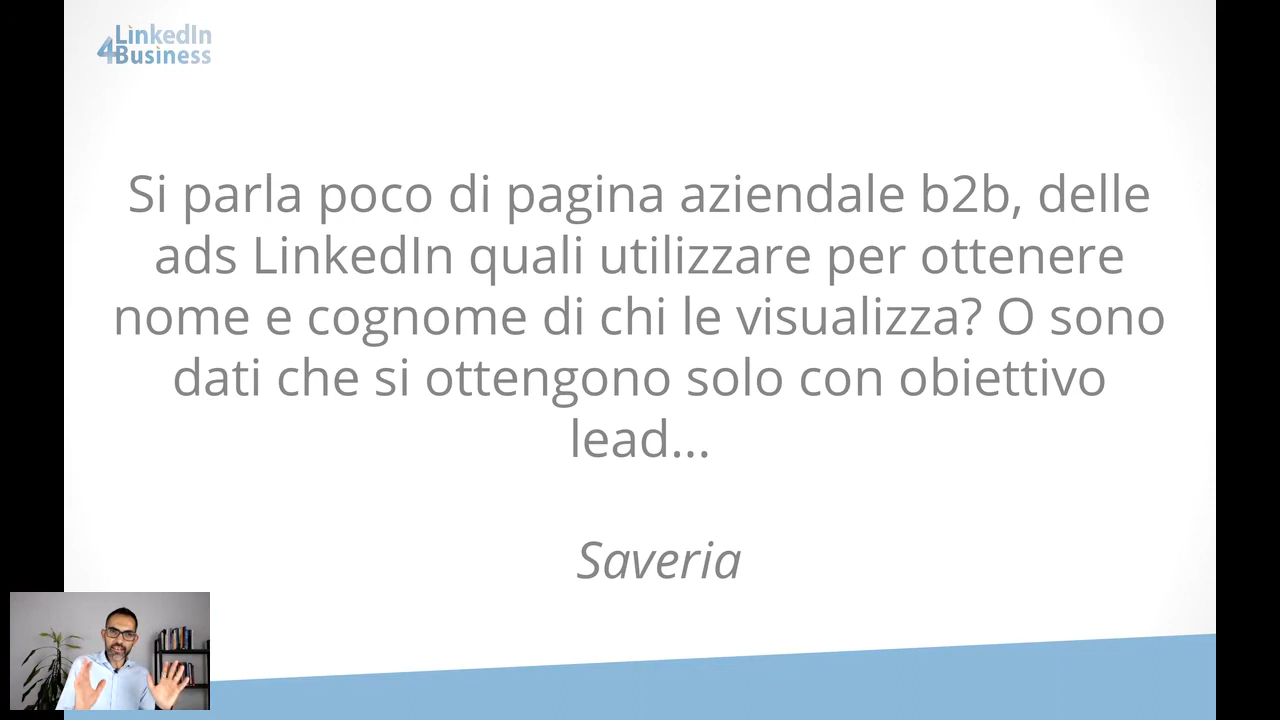 LinkedIn
4Business
Si parla poco di pagina aziendale b2b, delle
ads LinkedIn quali utilizzare per ottenere
nome e cognome di chi le visualizza? O sono
dati che si ottengono solo con obiettivo
lead...
Saveria